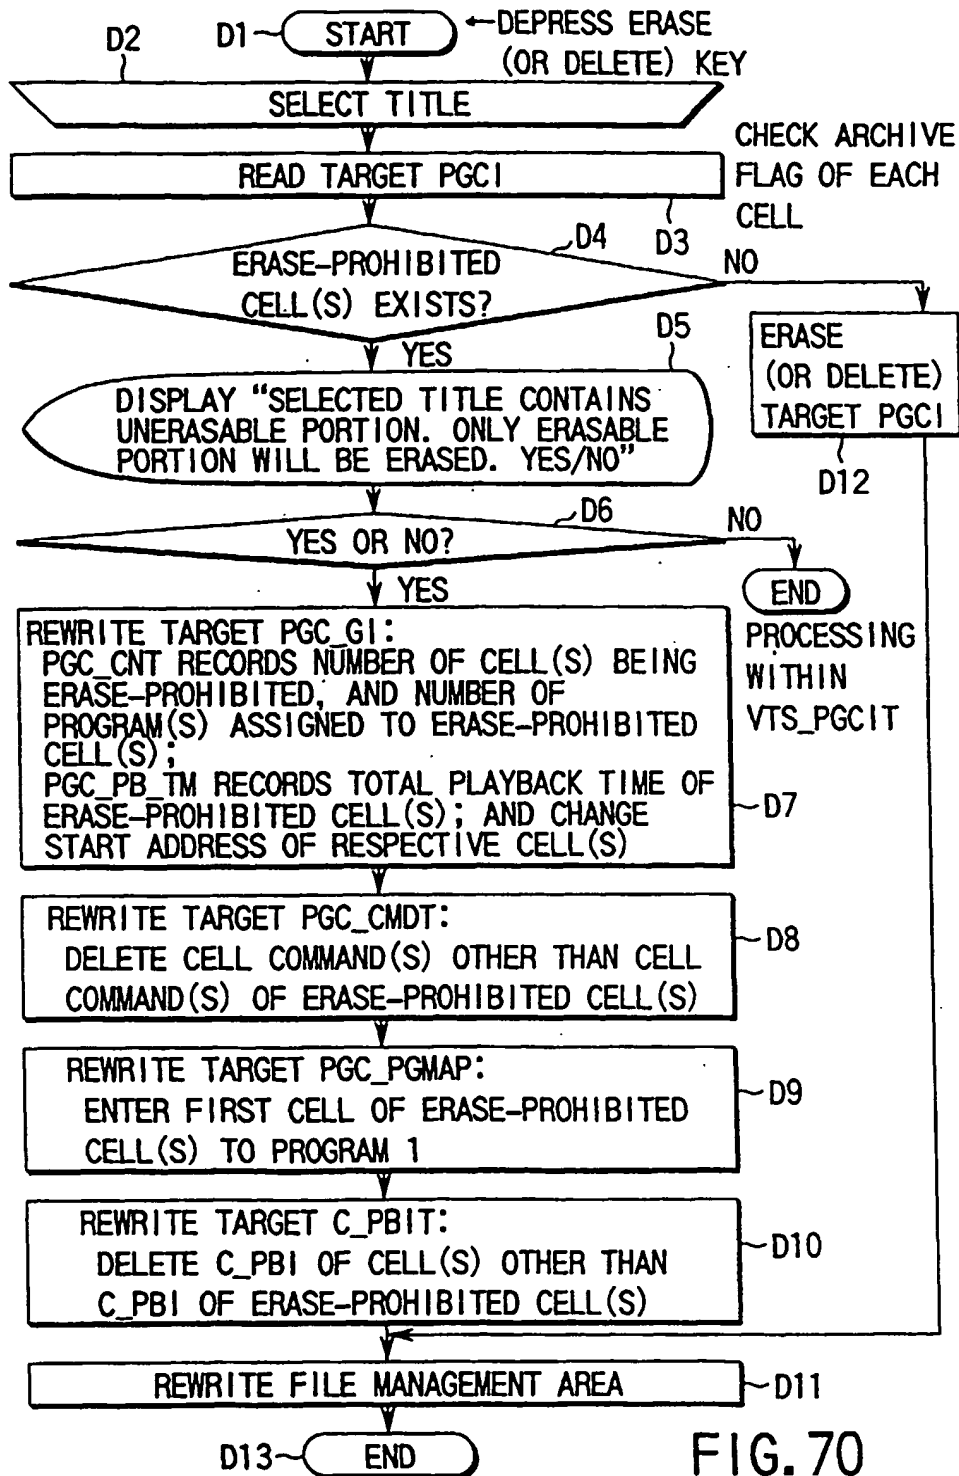 D1 START ←DEPRESS ERASE
(OR DELETE) KEY
D2
SELECT TITLE
READ TARGET PGCI
D3
CHECK ARCHIVE
FLAG OF EACH
CELL
D4
ERASE-PROHIBITED
CELL(S) EXISTS?
NO
YES
D5
DISPLAY "SELECTED TITLE CONTAINS
UNERASABLE PORTION. ONLY ERASABLE
PORTION WILL BE ERASED. YES/NO"
ERASE
(OR DELETE)
TARGET PGCI
D12
D6
YES OR NO?
NO
YES
END
PROCESSING
WITHIN
VTS_PGCIT
REWRITE TARGET PGC_GI:
PGC_CNT RECORDS NUMBER OF CELL(S) BEING
ERASE-PROHIBITED, AND NUMBER OF
PROGRAM(S) ASSIGNED TO ERASE-PROHIBITED
CELL(S);
PGC_PB_TM RECORDS TOTAL PLAYBACK TIME OF
ERASE-PROHIBITED CELL(S); AND CHANGE
START ADDRESS OF RESPECTIVE CELL(S)
D7
REWRITE TARGET PGC_CMDT:
DELETE CELL COMMAND(S) OTHER THAN CELL
COMMAND(S) OF ERASE-PROHIBITED CELL(S)
D8
REWRITE TARGET PGC_PGMAP:
ENTER FIRST CELL OF ERASE-PROHIBITED
CELL(S) TO PROGRAM 1
D9
REWRITE TARGET C_PBIT:
DELETE C_PBI OF CELL(S) OTHER THAN
C_PBI OF ERASE-PROHIBITED CELL(S)
D10
REWRITE FILE MANAGEMENT AREA
D11
D13 END
FIG. 70